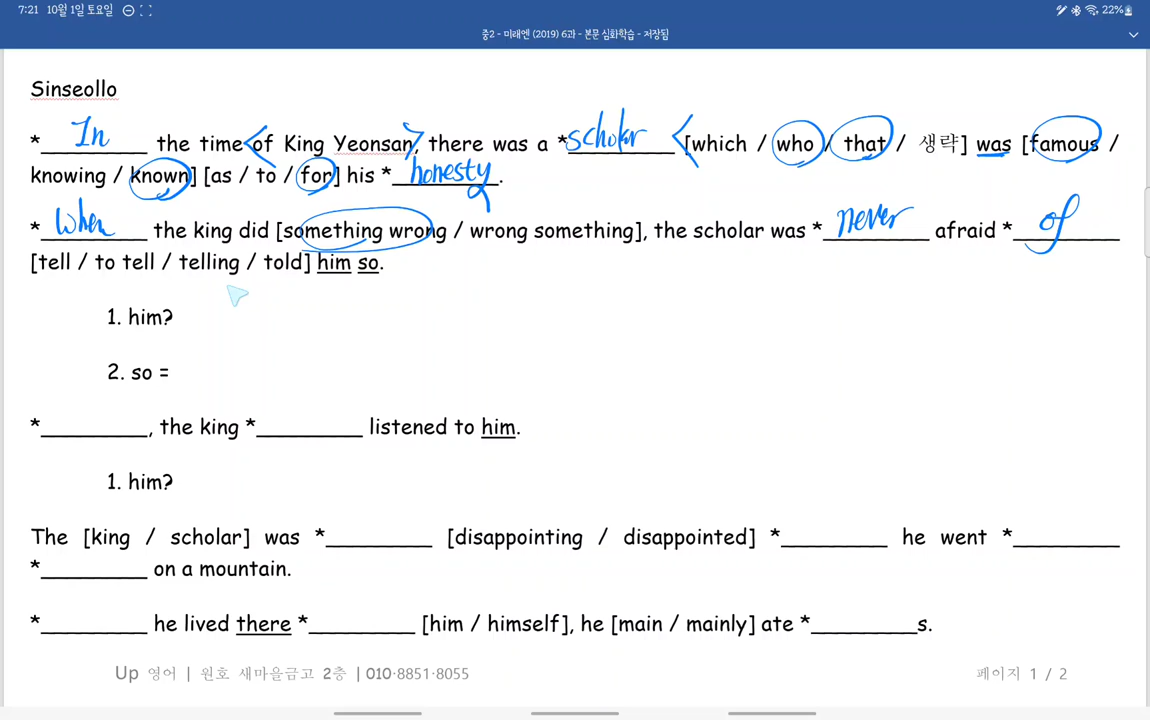 7:21 10월 1일 토요일
22%
중2 - 미래엔 (2019) 6과 - 본문 심화학습 - 저장됨
Sinseollo
* In the time <of King Yeonsan>, there was a * scholar <[which / who / that / 생략] was [famous /
knowing / known] [as / to / for] his * honesty.
* When the king did [something wrong / wrong something], the scholar was * never afraid * of
[tell / to tell / telling / told] him so.
1. him?
2. so =
*_________, the king *_________ listened to him.
1. him?
The [king / scholar] was *_________ [disappointing / disappointed] *_________ he went *_________
*_________ on a mountain.
*_________ he lived there *_________ [him / himself], he [main / mainly] ate *_________s.
Up 영어 | 원호 새마을금고 2층 | 010·8851·8055
페이지 1 / 2